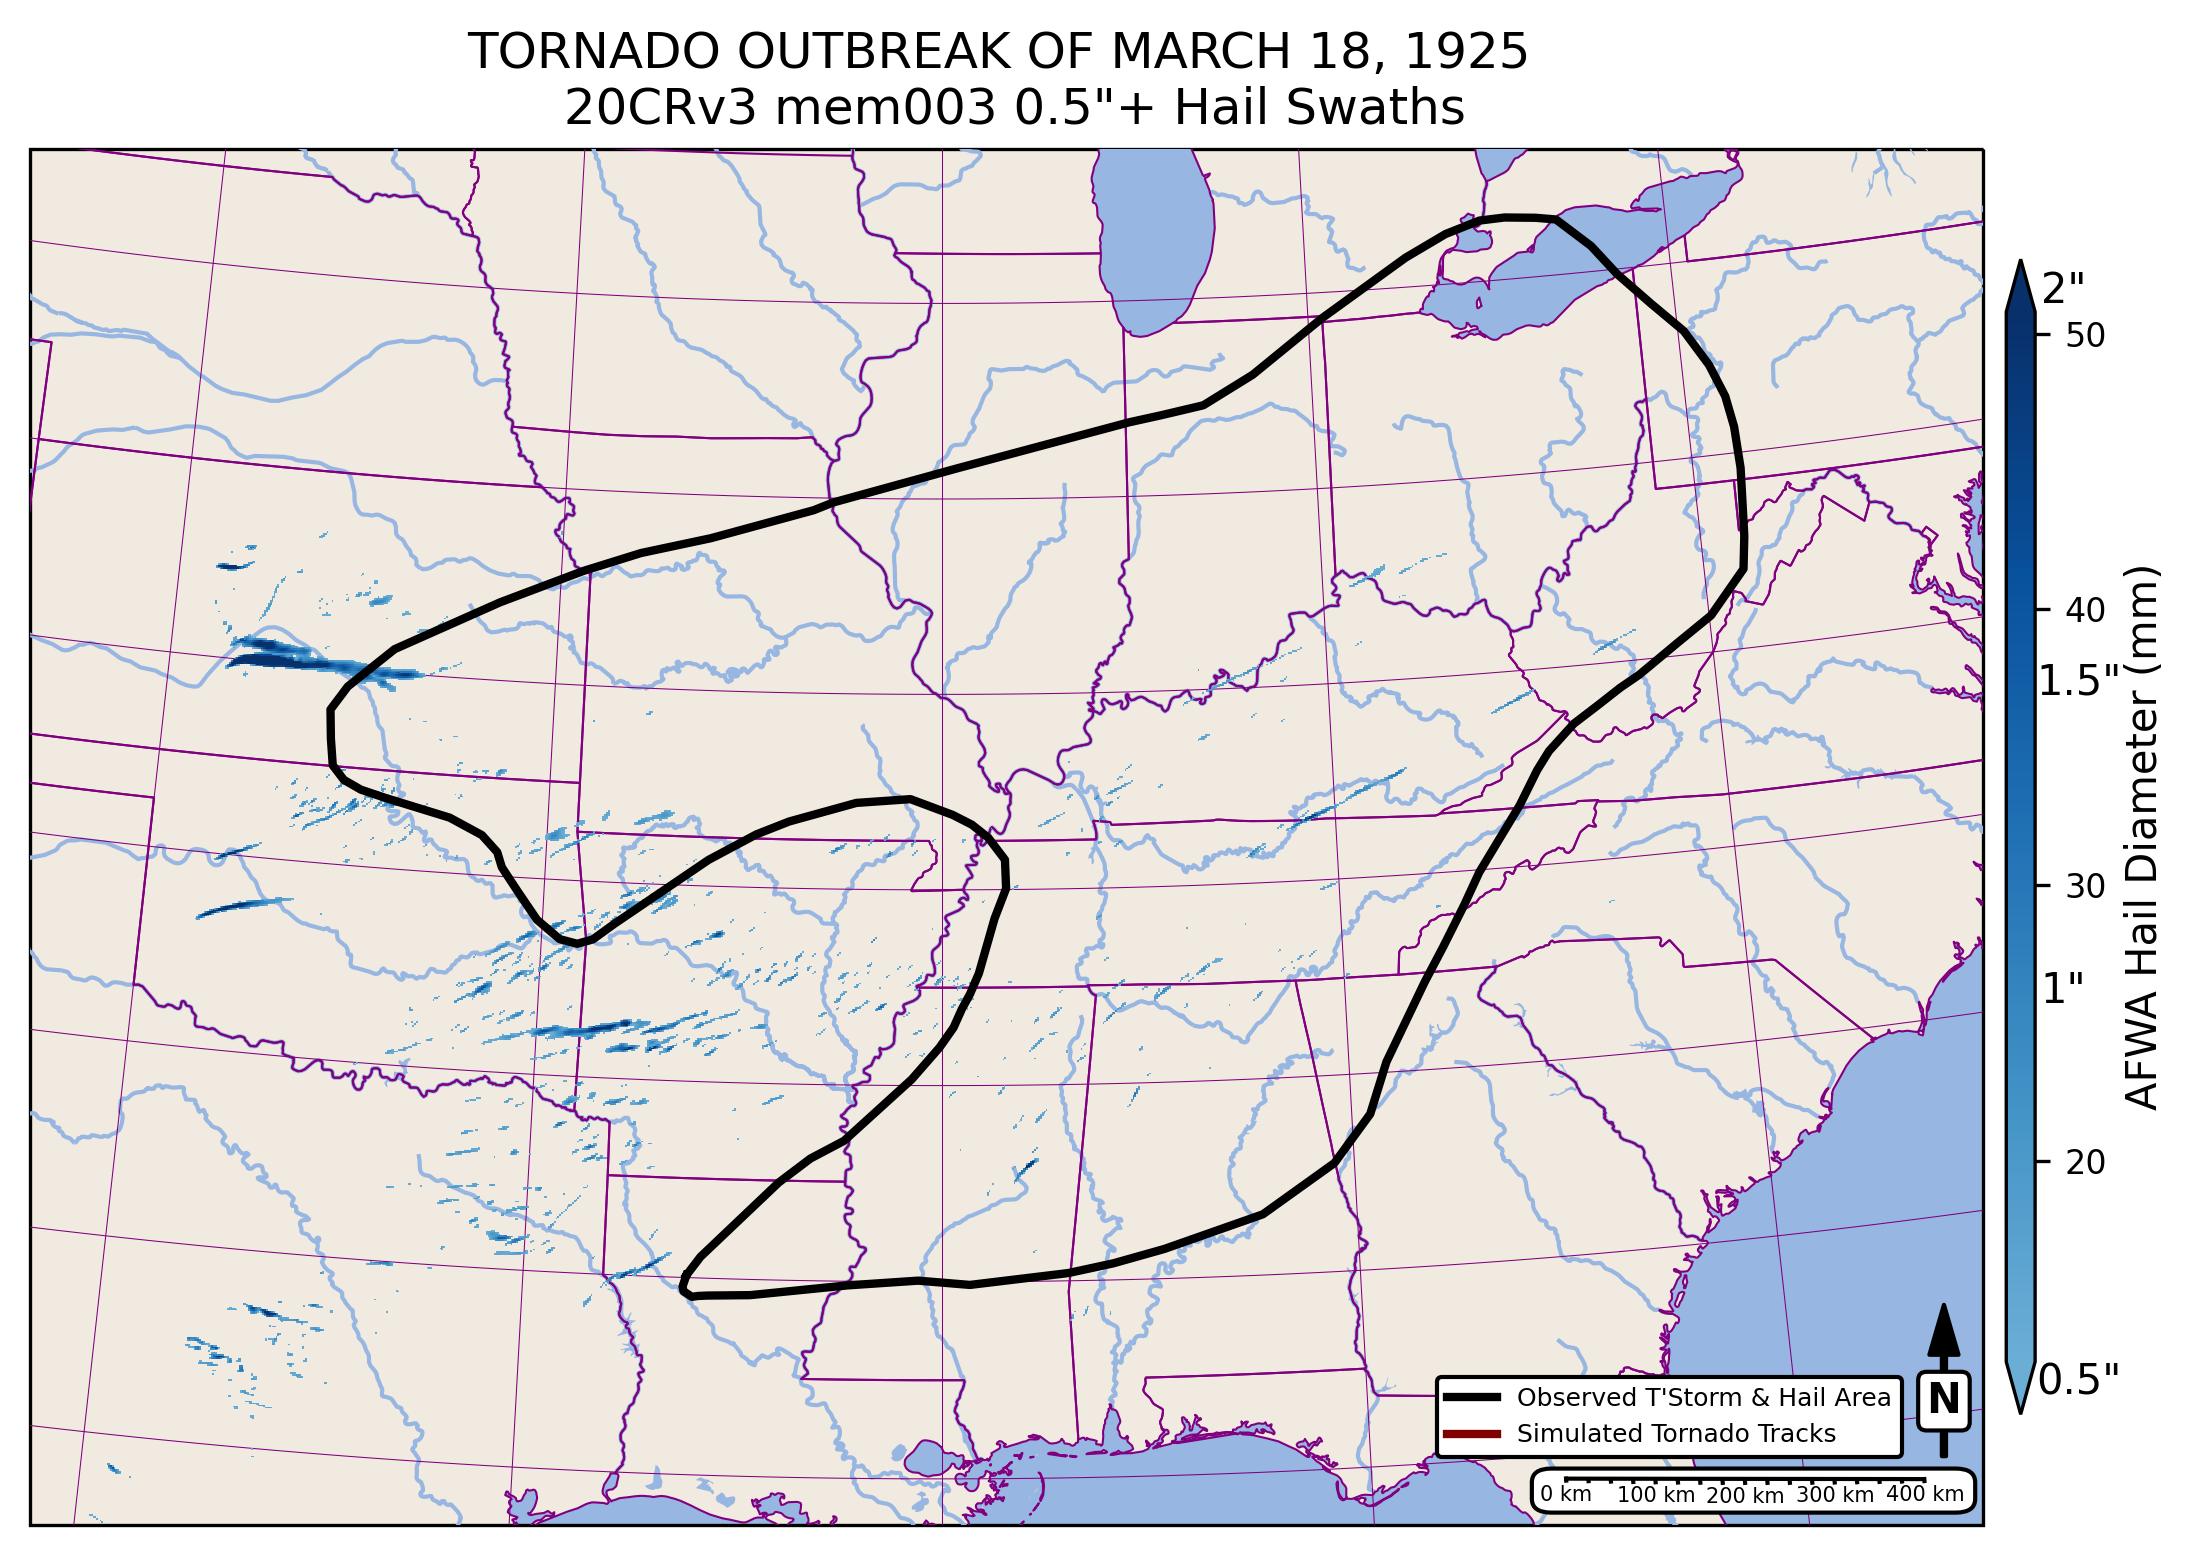 TORNADO OUTBREAK OF MARCH 18, 1925
20CRv3 mem003 0.5"+ Hail Swaths
2"
50
40
1.5"
1"
30
20
0.5"
AFWA Hail Diameter (mm)
Observed T'Storm & Hail Area
Simulated Tornado Tracks
N
0 km 100 km 200 km 300 km 400 km